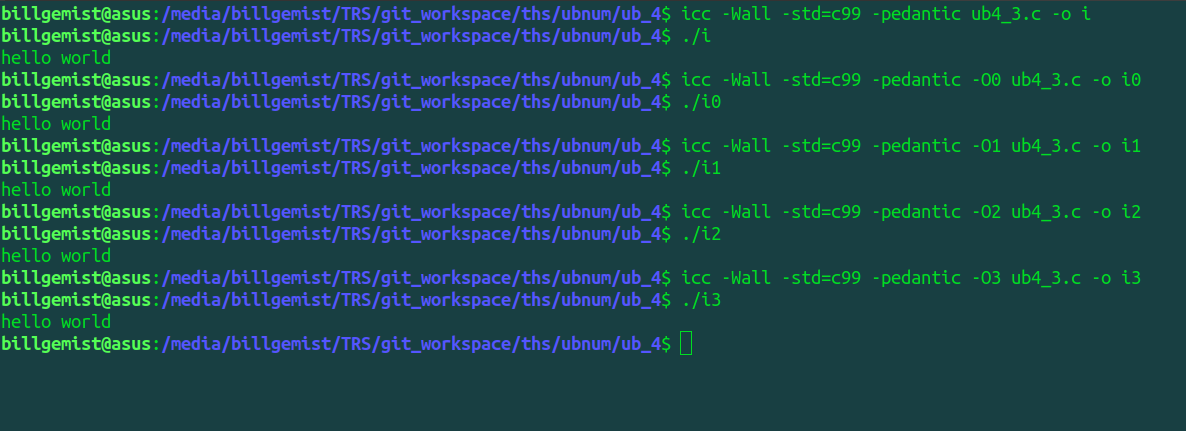 billgemist@asus:/media/billgemist/TRS/git_workspace/ths/ubnum/ub_4$ icc -Wall -std=c99 -pedantic ub4_3.c -o i
billgemist@asus:/media/billgemist/TRS/git_workspace/ths/ubnum/ub_4$ ./i
hello world
billgemist@asus:/media/billgemist/TRS/git_workspace/ths/ubnum/ub_4$ icc -Wall -std=c99 -pedantic -O0 ub4_3.c -o i0
billgemist@asus:/media/billgemist/TRS/git_workspace/ths/ubnum/ub_4$ ./i0
hello world
billgemist@asus:/media/billgemist/TRS/git_workspace/ths/ubnum/ub_4$ icc -Wall -std=c99 -pedantic -O1 ub4_3.c -o i1
billgemist@asus:/media/billgemist/TRS/git_workspace/ths/ubnum/ub_4$ ./i1
hello world
billgemist@asus:/media/billgemist/TRS/git_workspace/ths/ubnum/ub_4$ icc -Wall -std=c99 -pedantic -O2 ub4_3.c -o i2
billgemist@asus:/media/billgemist/TRS/git_workspace/ths/ubnum/ub_4$ ./i2
hello world
billgemist@asus:/media/billgemist/TRS/git_workspace/ths/ubnum/ub_4$ icc -Wall -std=c99 -pedantic -O3 ub4_3.c -o i3
billgemist@asus:/media/billgemist/TRS/git_workspace/ths/ubnum/ub_4$ ./i3
hello world
billgemist@asus:/media/billgemist/TRS/git_workspace/ths/ubnum/ub_4$